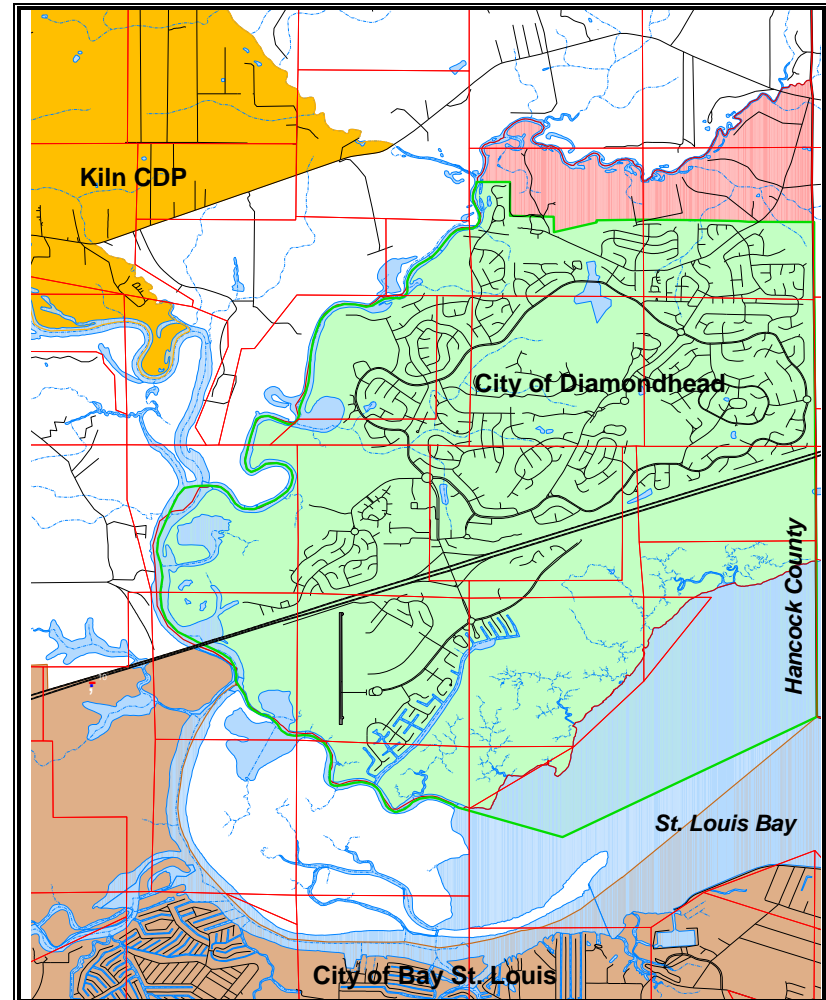 Kiln CDP
City of Diamondhead
Hancock County
St. Louis Bay
City of Bay St. Louis